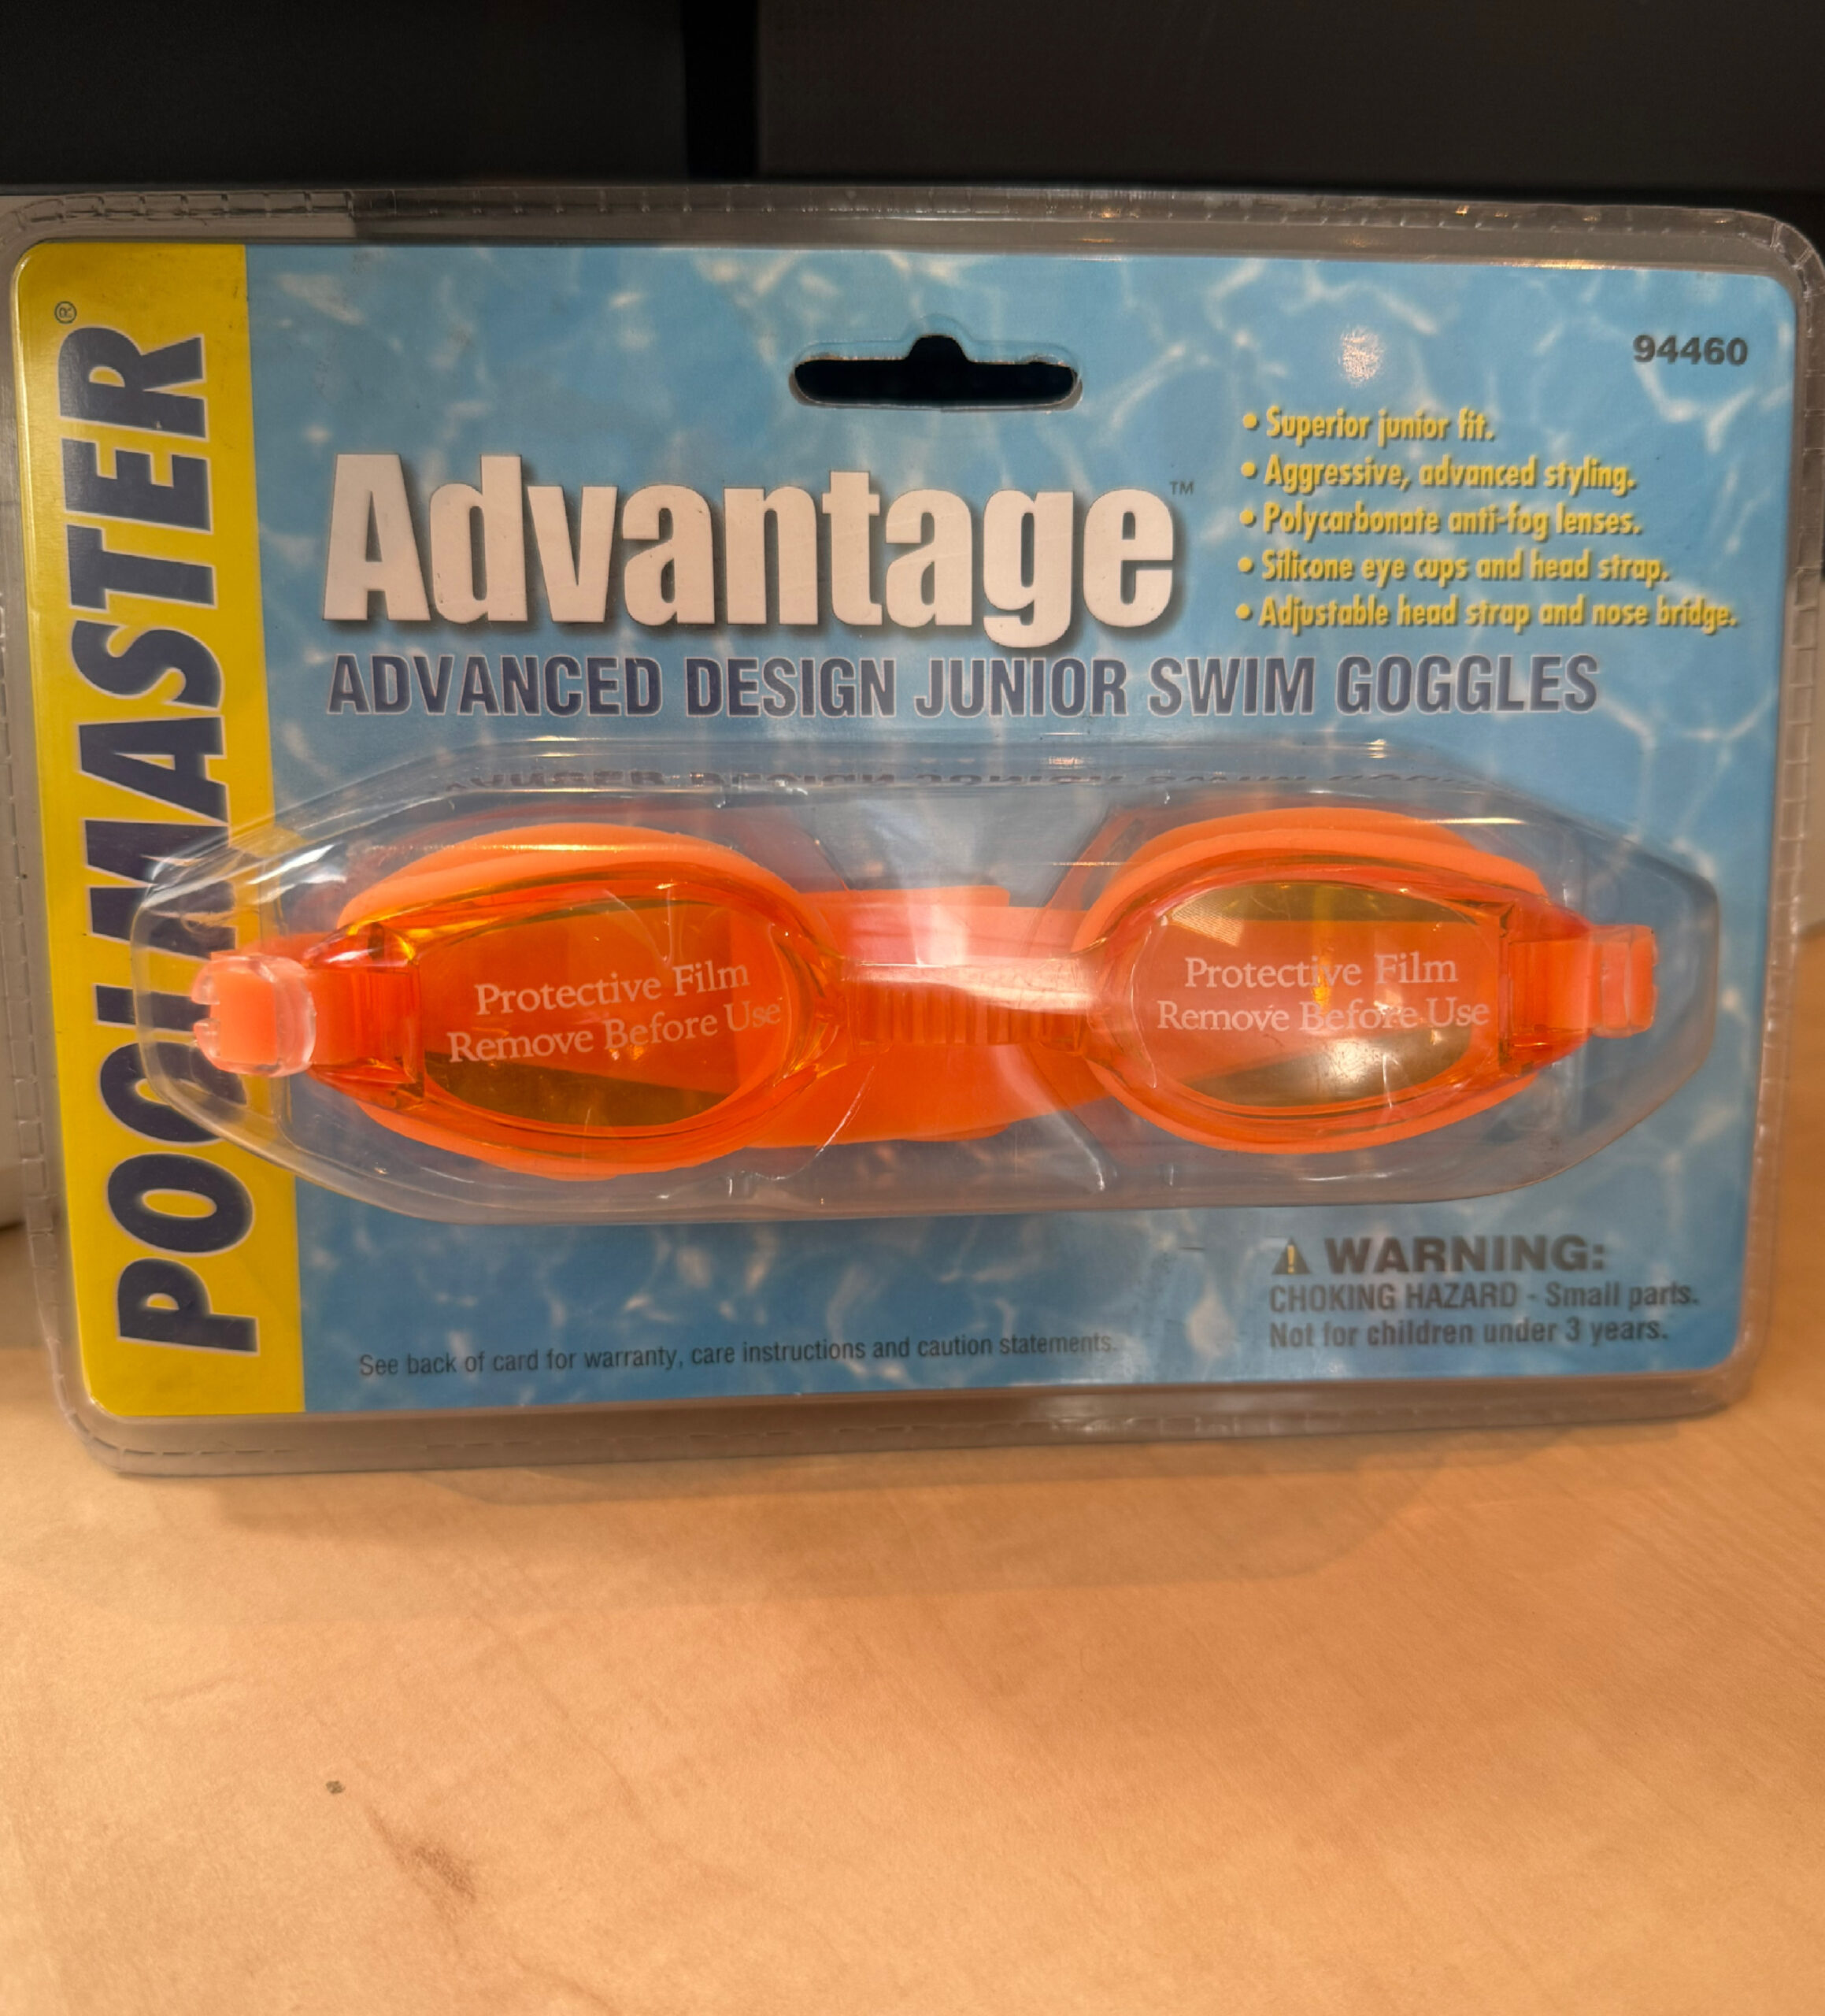 POOLMASTER®
94460
Advantage™
• Superior junior fit.
• Aggressive, advanced styling.
• Polycarbonate anti-fog lenses.
• Silicone eye cups and head strap.
• Adjustable head strap and nose bridge.
ADVANCED DESIGN JUNIOR SWIM GOGGLES
Protective Film
Remove Before Use
Protective Film
Remove Before Use
⚠ WARNING:
CHOKING HAZARD - Small parts.
Not for children under 3 years.
See back of card for warranty, care instructions and caution statements.